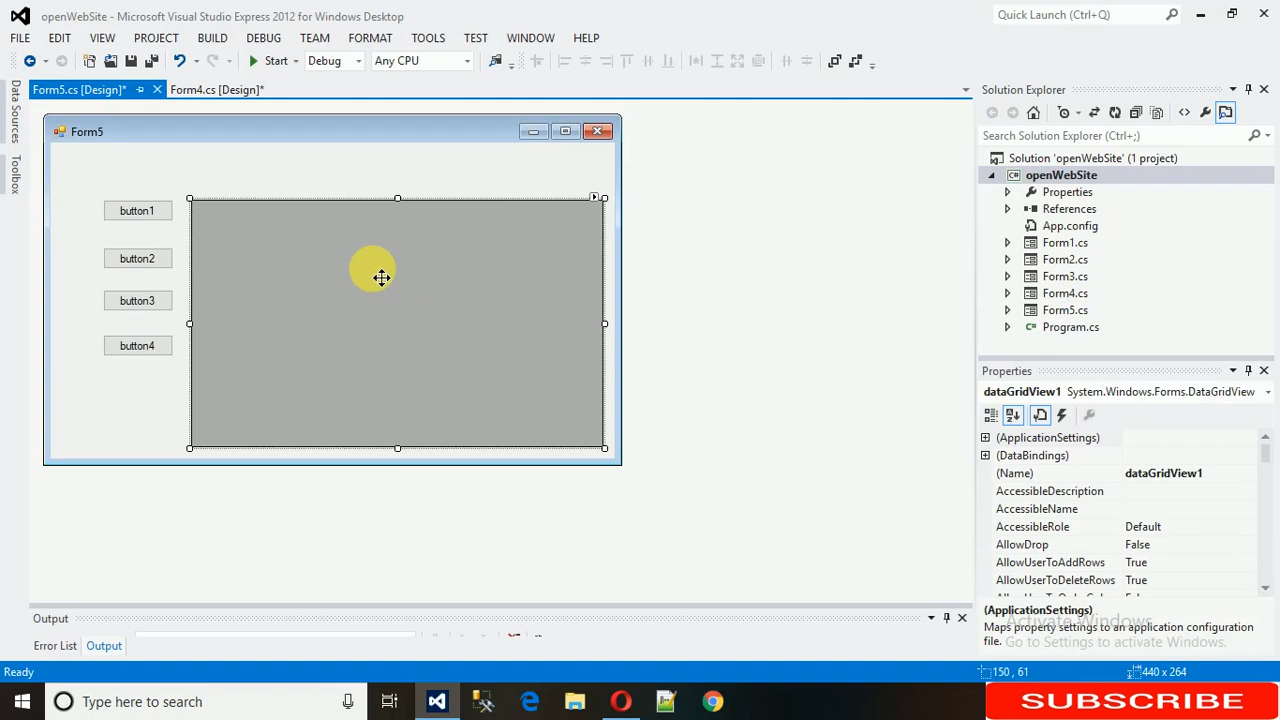 openWebSite - Microsoft Visual Studio Express 2012 for Windows Desktop
Quick Launch (Ctrl+Q)
FILE EDIT VIEW PROJECT BUILD DEBUG TEAM FORMAT TOOLS TEST WINDOW HELP
Start Debug Any CPU
Data Sources
Toolbox
Form5.cs [Design]* Form4.cs [Design]*
Form5
button1
button2
button3
button4
Solution Explorer
Search Solution Explorer (Ctrl+;)
Solution 'openWebSite' (1 project)
C# openWebSite
Properties
References
App.config
Form1.cs
Form2.cs
Form3.cs
Form4.cs
Form5.cs
C# Program.cs
Properties
dataGridView1 System.Windows.Forms.DataGridView
(ApplicationSettings)
(DataBindings)
(Name) dataGridView1
AccessibleDescription
AccessibleName
AccessibleRole Default
AllowDrop False
AllowUserToAddRows True
AllowUserToDeleteRows True
(ApplicationSettings)
Maps property settings to an application configuration
file.
Activate Windows
Go to Settings to activate Windows.
Output
Error List Output
Ready
150 , 61 440 x 264
Type here to search
SUBSCRIBE